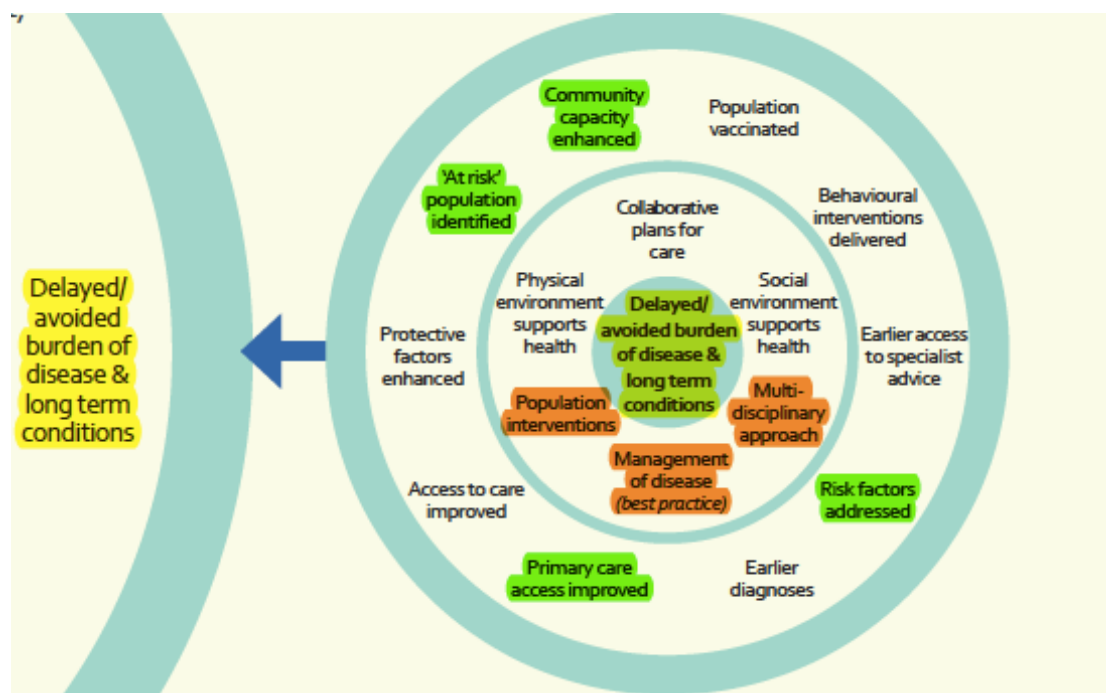 Delayed/
avoided
burden of
disease &
long term
conditions
Community
capacity
enhanced
Population
vaccinated
'At risk'
population
identified
Behavioural
interventions
delivered
Collaborative
plans for
care
Physical
environment
supports
health
Delayed/
avoided burden
of disease &
long term
conditions
Social
environment
supports
health
Protective
factors
enhanced
Earlier access
to specialist
advice
Population
interventions
Multi-
disciplinary
approach
Management
of disease
(best practice)
Access to care
improved
Risk factors
addressed
Primary care
access improved
Earlier
diagnoses